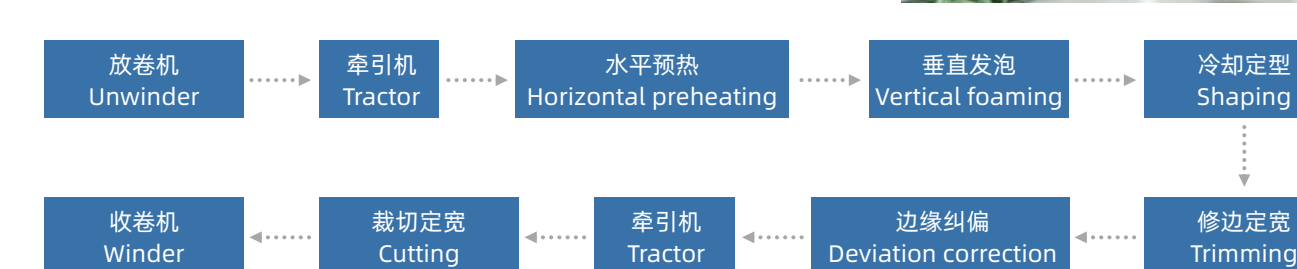 放卷机
Unwinder
牵引机
Tractor
水平预热
Horizontal preheating
垂直发泡
Vertical foaming
冷却定型
Shaping
收卷机
Winder
裁切定宽
Cutting
牵引机
Tractor
边缘纠偏
Deviation correction
修边定宽
Trimming